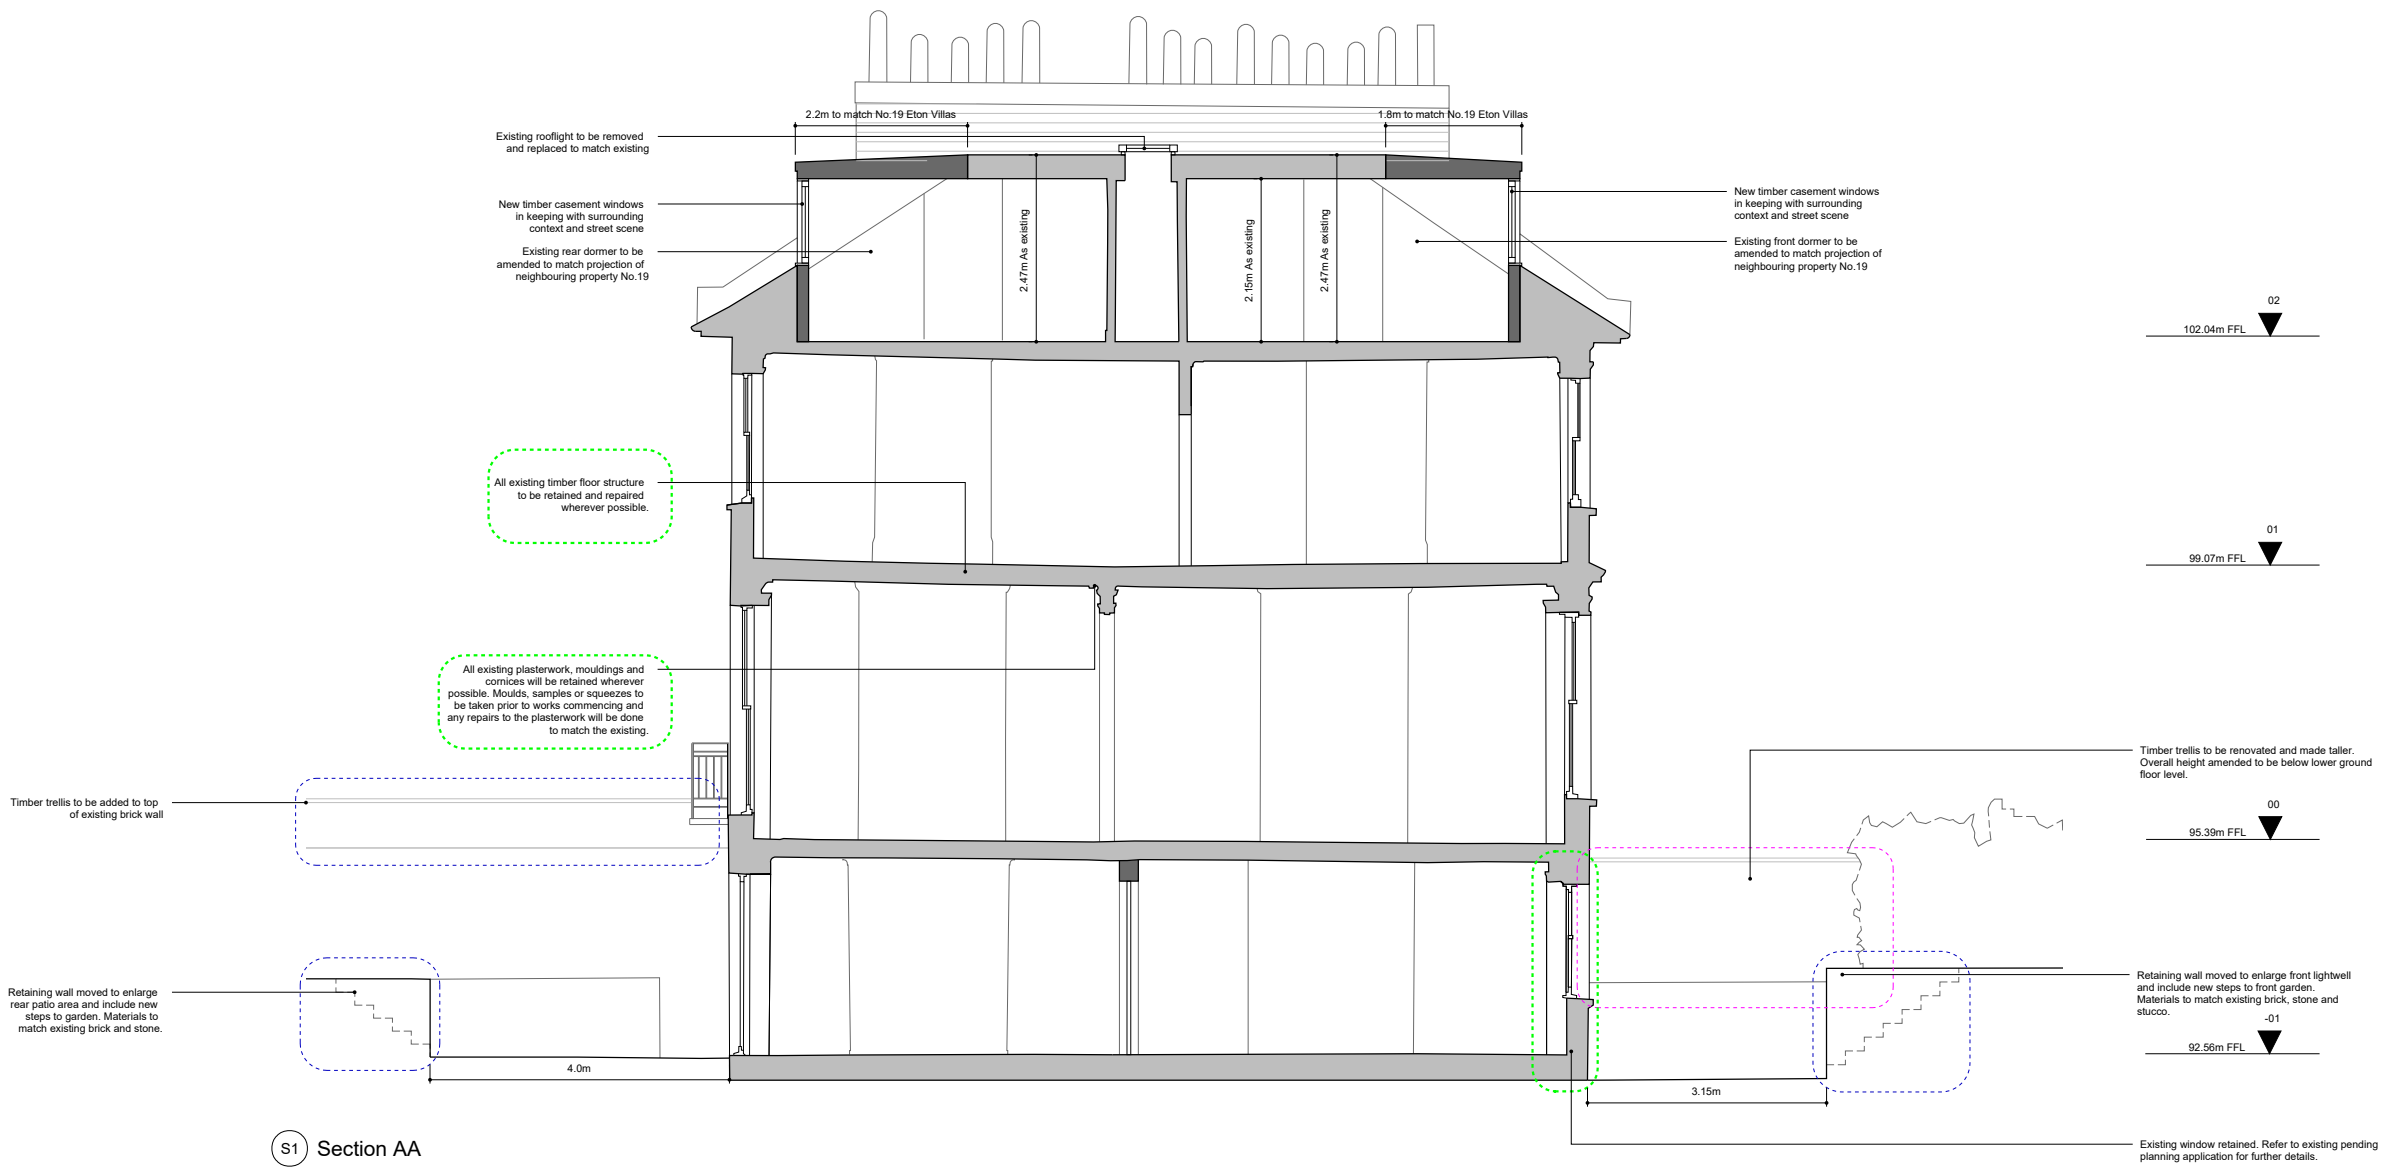 2.2m to match No.19 Eton Villas
1.8m to match No.19 Eton Villas
Existing rooflight to be removed
and replaced to match existing
New timber casement windows
in keeping with surrounding
context and street scene
Existing rear dormer to be
amended to match projection of
neighbouring property No.19
2.47m As existing
2.15m As existing
2.47m As existing
New timber casement windows
in keeping with surrounding
context and street scene
Existing front dormer to be
amended to match projection of
neighbouring property No.19
02
102.04m FFL
All existing timber floor structure
to be retained and repaired
wherever possible.
01
99.07m FFL
All existing plasterwork, mouldings and
cornices will be retained wherever
possible. Moulds, samples or squeezes to
be taken prior to works commencing and
any repairs to the plasterwork will be done
to match the existing.
Timber trellis to be added to top
of existing brick wall
Timber trellis to be renovated and made taller.
Overall height amended to be below lower ground
floor level.
00
95.39m FFL
Retaining wall moved to enlarge
rear patio area and include new
steps to garden. Materials to
match existing brick and stone.
Retaining wall moved to enlarge front lightwell
and include new steps to front garden.
Materials to match existing brick, stone and
stucco.
-01
92.56m FFL
4.0m
3.15m
Existing window retained. Refer to existing pending
planning application for further details.
S1 Section AA